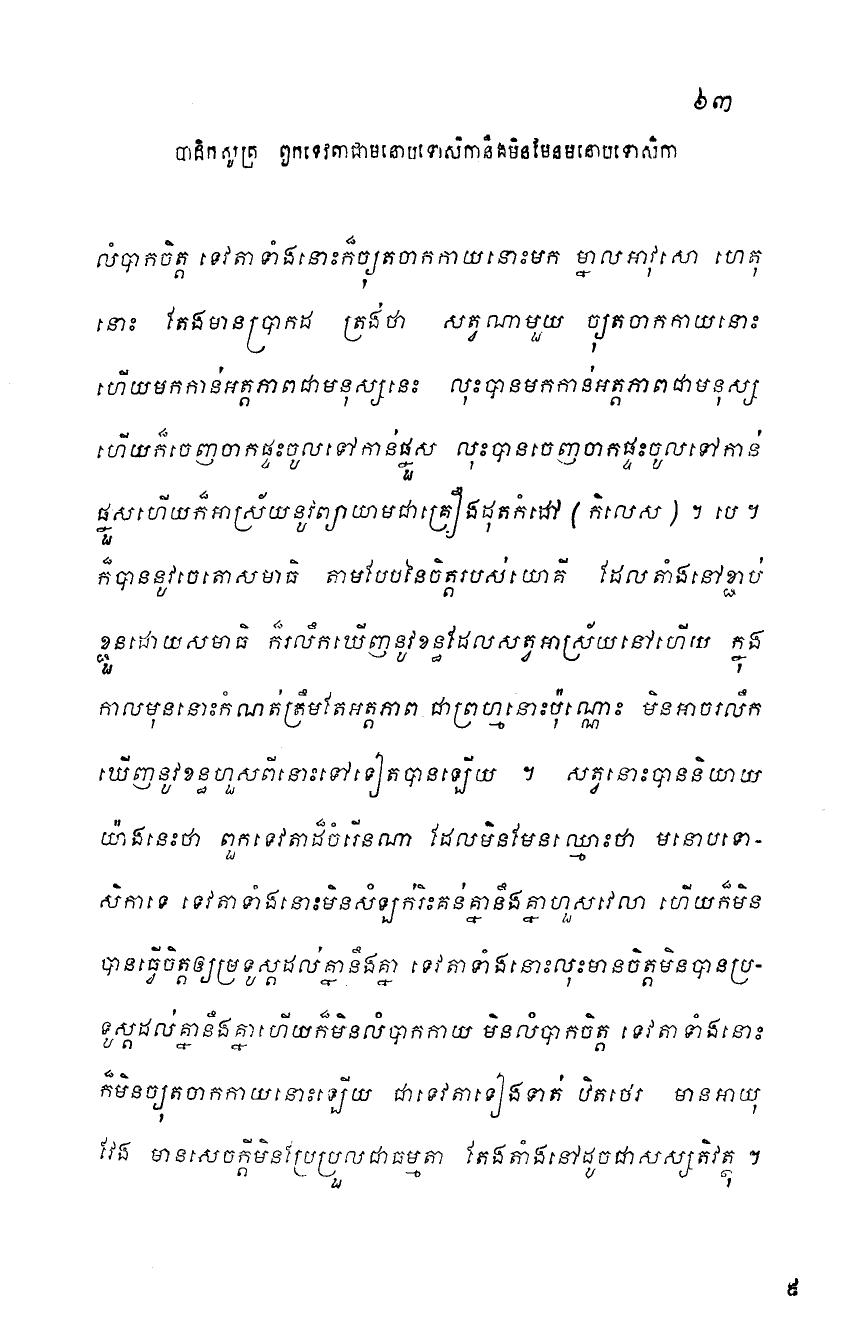 ៦៣
បាដិកសូត្រ ពួកទេវតាជាមនោបទោសិកានឹងមិនមែនមនោបទោសិកា
លំបាកចិត្ត ទេវតាទាំងនោះក៏ច្យុតចាកកាយនោះមក ម្នាលអាវុសោ ហេតុ
នោះ តែងមានប្រាកដ ត្រង់ថា សត្វណាមួយ ច្យុតចាកកាយនោះ
ហើយមកកាន់អត្តភាពជាមនុស្សនេះ លុះបានមកកាន់អត្តភាពជាមនុស្ស
ហើយក៏ចេញចាកផ្ទះចូលទៅកាន់ផ្នួស លុះបានចេញចាកផ្ទះចូលទៅកាន់
ផ្នួសហើយក៏អាស្រ័យនូវព្យាយាមជាគ្រឿងដុតកំដៅ ( កិលេស ) ។ បេ ។
ក៏បាននូវចេតោសមាធិ តាមបែបនៃចិត្តរបស់យោគី ដែលតាំងនៅខ្ជាប់
ខ្ជួនដោយសមាធិ ក៏រលឹកឃើញនូវខន្ធដែលសត្វអាស្រ័យនៅហើយ ក្នុង
កាលមុននោះកំណត់ត្រឹមតែអត្តភាព ជាព្រហ្មនោះប៉ុណ្ណោះ មិនអាចរលឹក
ឃើញនូវខន្ធហួសពីនោះទៅទៀតបានឡើយ ។ សត្វនោះបាននិយាយ
យ៉ាងនេះថា ពួកទេវតាដ៏ចំរើនណា ដែលមិនមែនឈ្មោះថា មនោបទោ-
សិកាទេ ទេវតាទាំងនោះមិនសំឡក់រិះគន់គ្នានឹងគ្នាហួសវេលា ហើយក៏មិន
បានធ្វើចិត្តឲ្យម្រទូស្តដល់គ្នានឹងគ្នា ទេវតាទាំងនោះលុះមានចិត្តមិនបានប្រ-
ទូស្តដល់គ្នានឹងគ្នាហើយក៏មិនលំបាកកាយ មិនលំបាកចិត្ត ទេវតាទាំងនោះ
ក៏មិនច្យុតចាកកាយនោះឡើយ ជាទេវតាទៀងទាត់ ឋិតថេរ មានអាយុ
វែង មានសេចក្តីមិនប្រែប្រួលជាធម្មតា តែងតាំងនៅដូចជាសស្សតិវត្ថុ ។
៩